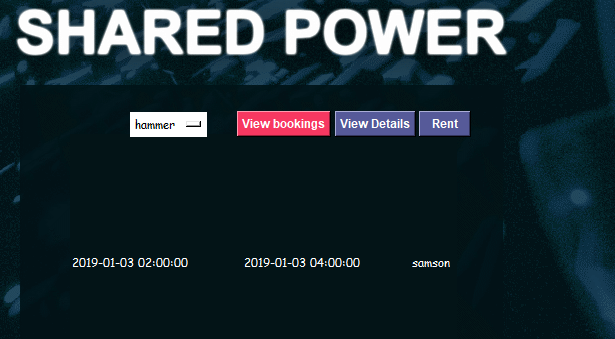 SHARED POWER
hammer View bookings View Details Rent
2019-01-03 02:00:00 2019-01-03 04:00:00 samson